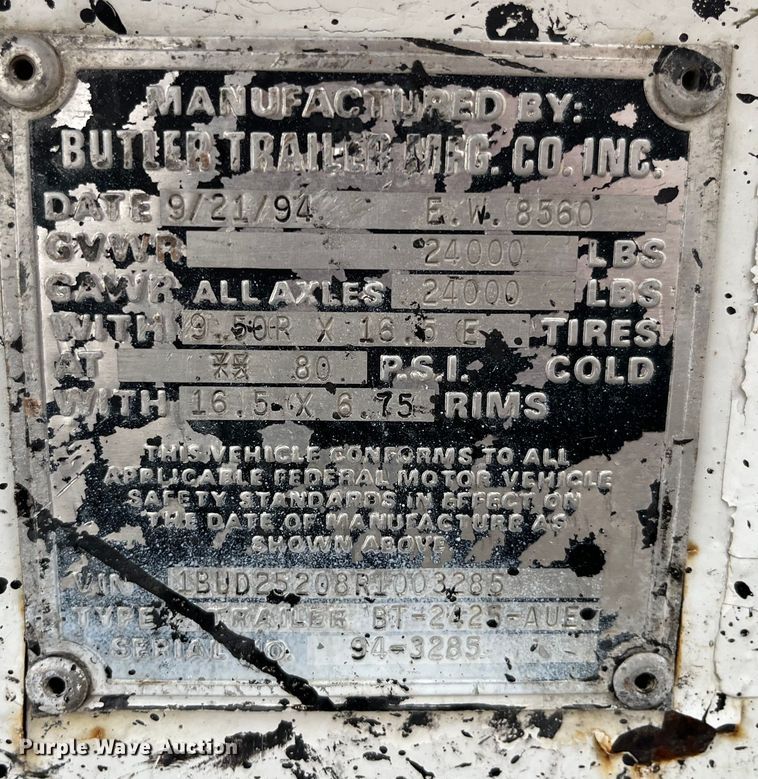 MANUFACTURED BY:
BUTLER TRAILER MFG. CO. INC.
DATE 9/21/94 E.W. 8560
GVWR 24000 LBS
GAWR ALL AXLES 24000 LBS
WITH 9.50R X 16.5 E TIRES
AT 80 P.S.I. COLD
WITH 16.5 X 6.75 RIMS
THIS VEHICLE CONFORMS TO ALL
APPLICABLE FEDERAL MOTOR VEHICLE
SAFETY STANDARDS IN EFFECT ON
THE DATE OF MANUFACTURE AS
SHOWN ABOVE
VIN 1BUD25208R1003285
TYPE TRAILER
SERIAL NO. 94-3285
Purple Wave Auction